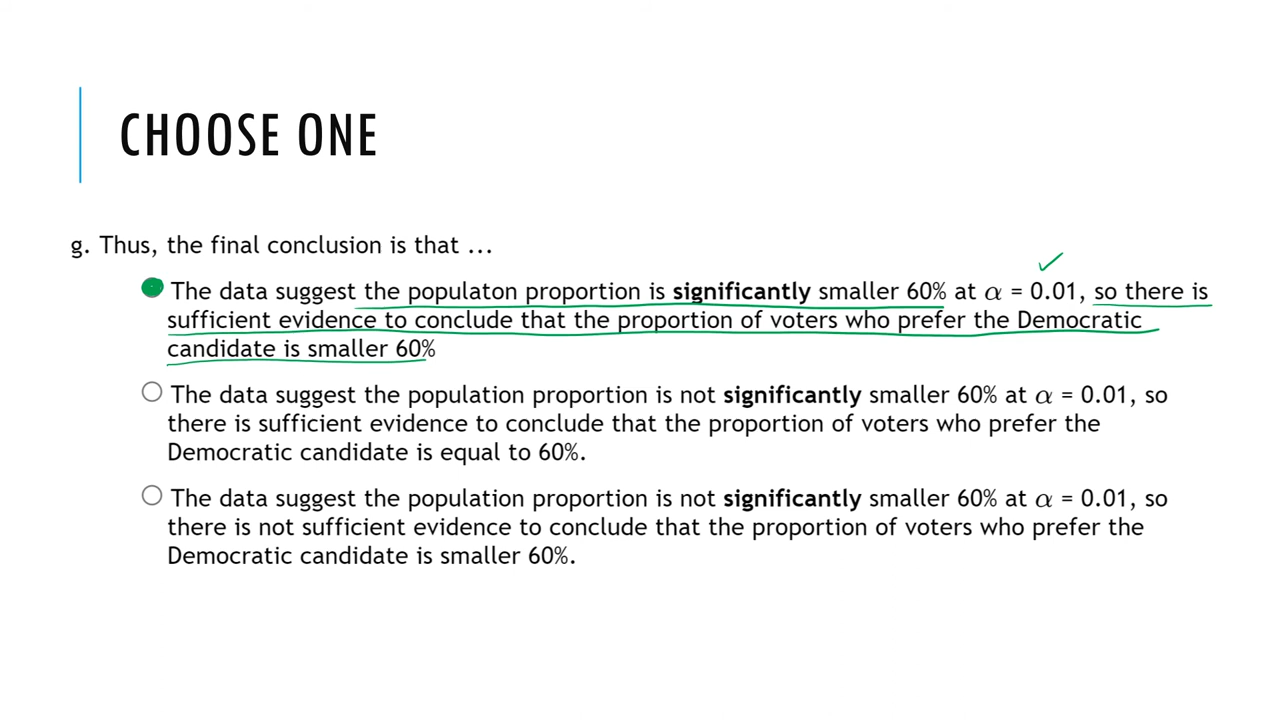 CHOOSE ONE
g. Thus, the final conclusion is that ...
The data suggest the populaton proportion is significantly smaller 60% at α = 0.01, so there is
sufficient evidence to conclude that the proportion of voters who prefer the Democratic
candidate is smaller 60%
The data suggest the population proportion is not significantly smaller 60% at α = 0.01, so
there is sufficient evidence to conclude that the proportion of voters who prefer the
Democratic candidate is equal to 60%.
The data suggest the population proportion is not significantly smaller 60% at α = 0.01, so
there is not sufficient evidence to conclude that the proportion of voters who prefer the
Democratic candidate is smaller 60%.